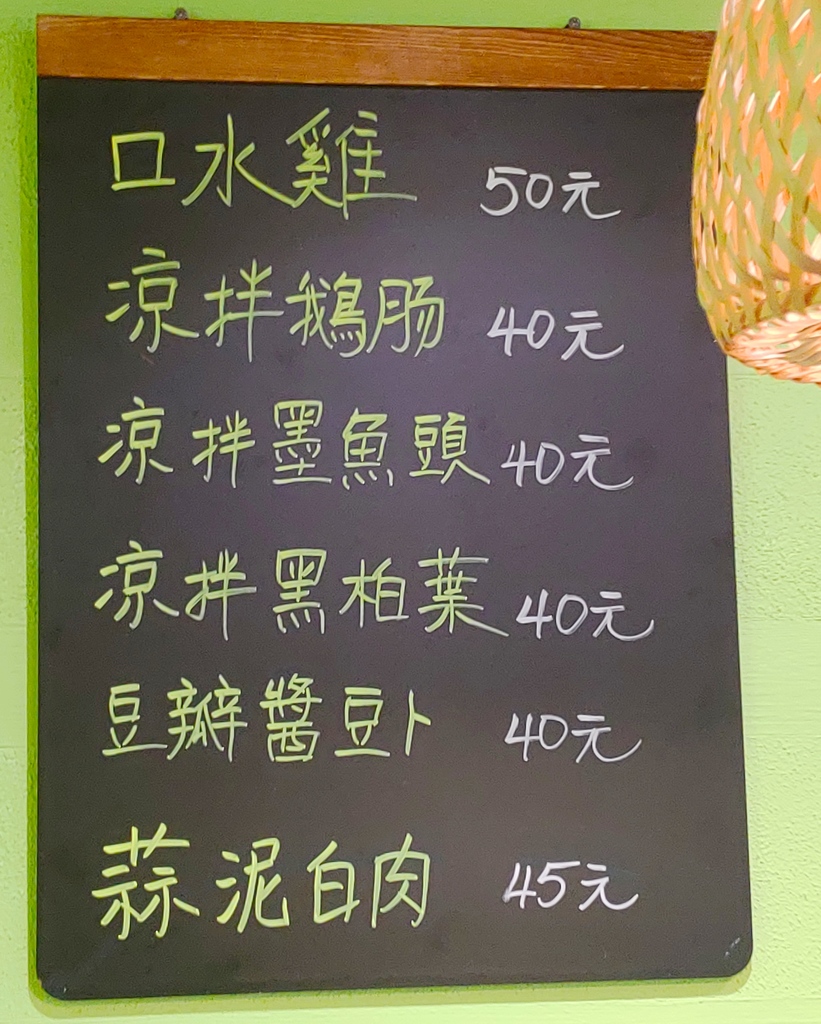 口水雞 50元
涼拌鵝肠 40元
涼拌墨魚頭 40元
涼拌黑柏葉 40元
豆瓣醬豆卜 40元
蒜泥白肉 45元